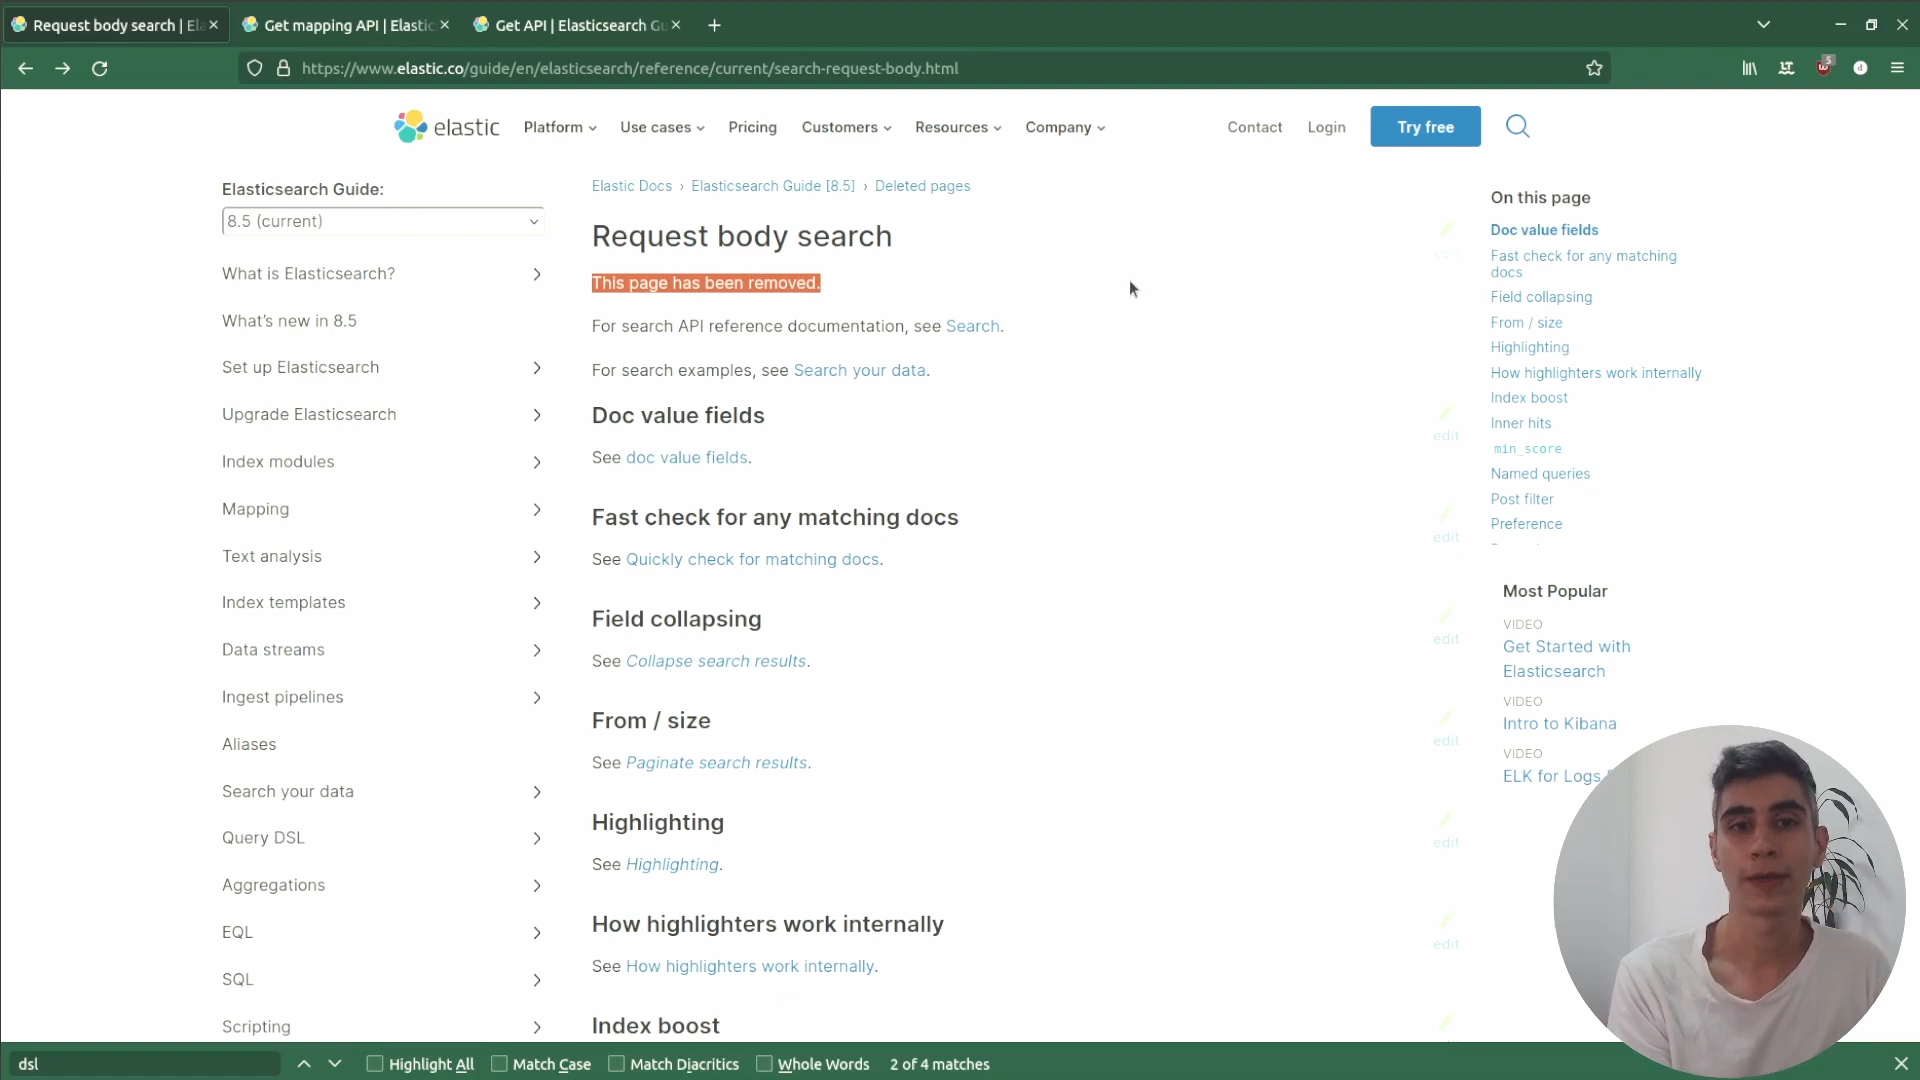 Request body search | Ela
Get mapping API | Elastic
Get API | Elasticsearch Gu
https://www.elastic.co/guide/en/elasticsearch/reference/current/search-request-body.html
5
elastic
Platform
Use cases
Pricing
Customers
Resources
Company
Contact
Login
Try free
Elasticsearch Guide:
8.5 (current)
What is Elasticsearch?
What's new in 8.5
Set up Elasticsearch
Upgrade Elasticsearch
Index modules
Mapping
Text analysis
Index templates
Data streams
Ingest pipelines
Aliases
Search your data
Query DSL
Aggregations
EQL
SQL
Scripting
Elastic Docs › Elasticsearch Guide [8.5] › Deleted pages
Request body search
edit
This page has been removed.
For search API reference documentation, see Search.
For search examples, see Search your data.
Doc value fields
edit
See doc value fields.
Fast check for any matching docs
edit
See Quickly check for matching docs.
Field collapsing
edit
See Collapse search results.
From / size
edit
See Paginate search results.
Highlighting
edit
See Highlighting.
How highlighters work internally
edit
See How highlighters work internally.
Index boost
On this page
Doc value fields
Fast check for any matching
docs
Field collapsing
From / size
Highlighting
How highlighters work internally
Index boost
Inner hits
min_score
Named queries
Post filter
Preference
Most Popular
VIDEO
Get Started with
Elasticsearch
VIDEO
Intro to Kibana
VIDEO
ELK for Logs
dsl
Highlight All
Match Case
Match Diacritics
Whole Words
2 of 4 matches